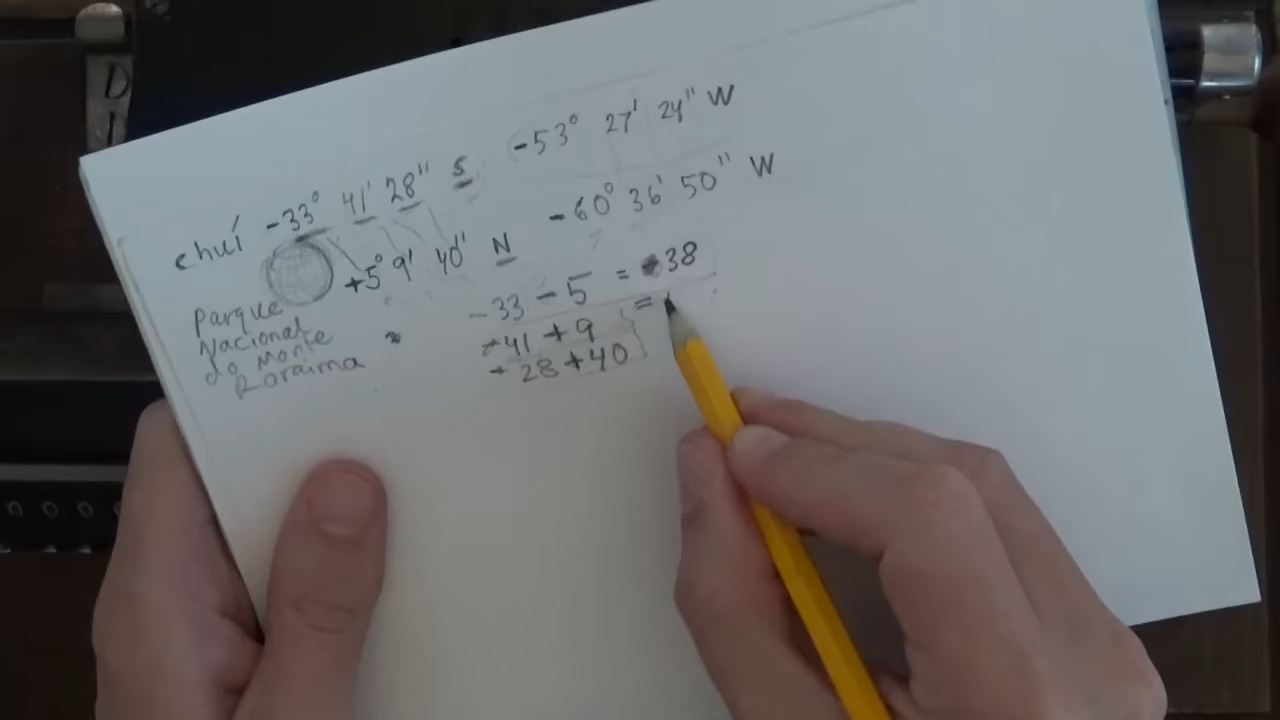 chuí -33° 41' 28" S -53° 27' 24" W
+5° 9' 40" N -60° 36' 50" W
Parque
Nacional
do Monte
Roraima
-33 - 5 = 38
-41 + 9 =
- 28 + 40
D